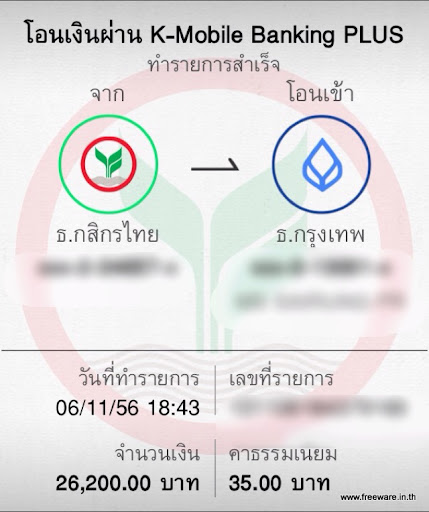 โอนเงินผ่าน K-Mobile Banking PLUS
ทำรายการสำเร็จ
จาก
โอนเข้า
ธ.กสิกรไทย
ธ.กรุงเทพ
วันที่ทำรายการ
เลขที่รายการ
06/11/56 18:43
จำนวนเงิน
ค่าธรรมเนียม
26,200.00 บาท
35.00 บาท
www.freeware.in.th